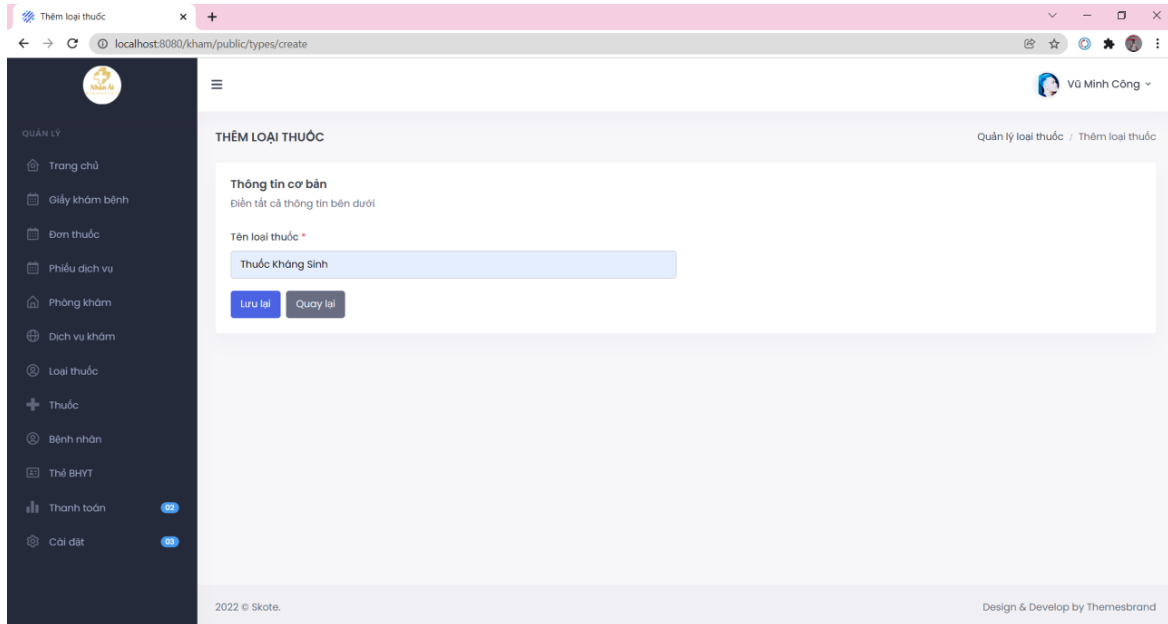 Thêm loại thuốc
localhost:8080/kham/public/types/create
Nhân Ái
Vũ Minh Công
QUẢN LÝ
Trang chủ
Giấy khám bệnh
Đơn thuốc
Phiếu dịch vụ
Phòng khám
Dịch vụ khám
Loại thuốc
Thuốc
Bệnh nhân
Thẻ BHYT
Thanh toán 02
Cài đặt 03
THÊM LOẠI THUỐC
Quản lý loại thuốc / Thêm loại thuốc
Thông tin cơ bản
Điền tất cả thông tin bên dưới
Tên loại thuốc *
Thuốc Kháng Sinh
Lưu lại Quay lại
2022 © Skote.
Design & Develop by Themesbrand